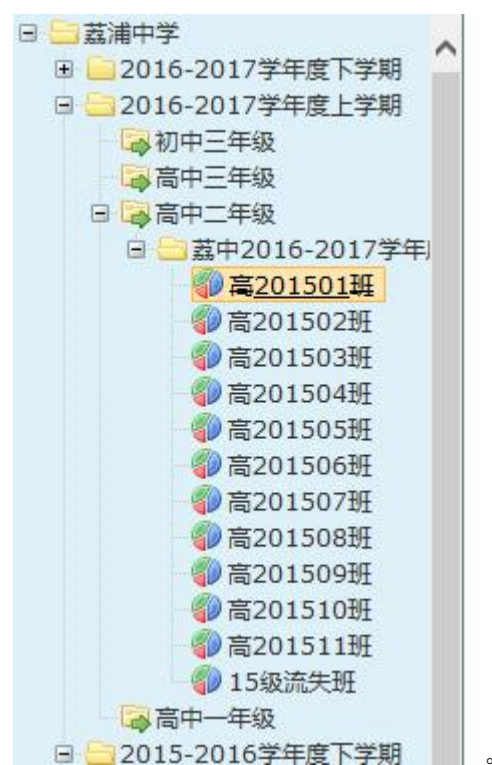 荔浦中学
2016-2017学年度下学期
2016-2017学年度上学期
初中三年级
高中三年级
高中二年级
荔中2016-2017学年
高201501班
高201502班
高201503班
高201504班
高201505班
高201506班
高201507班
高201508班
高201509班
高201510班
高201511班
15级流失班
高中一年级
2015-2016学年度下学期
。